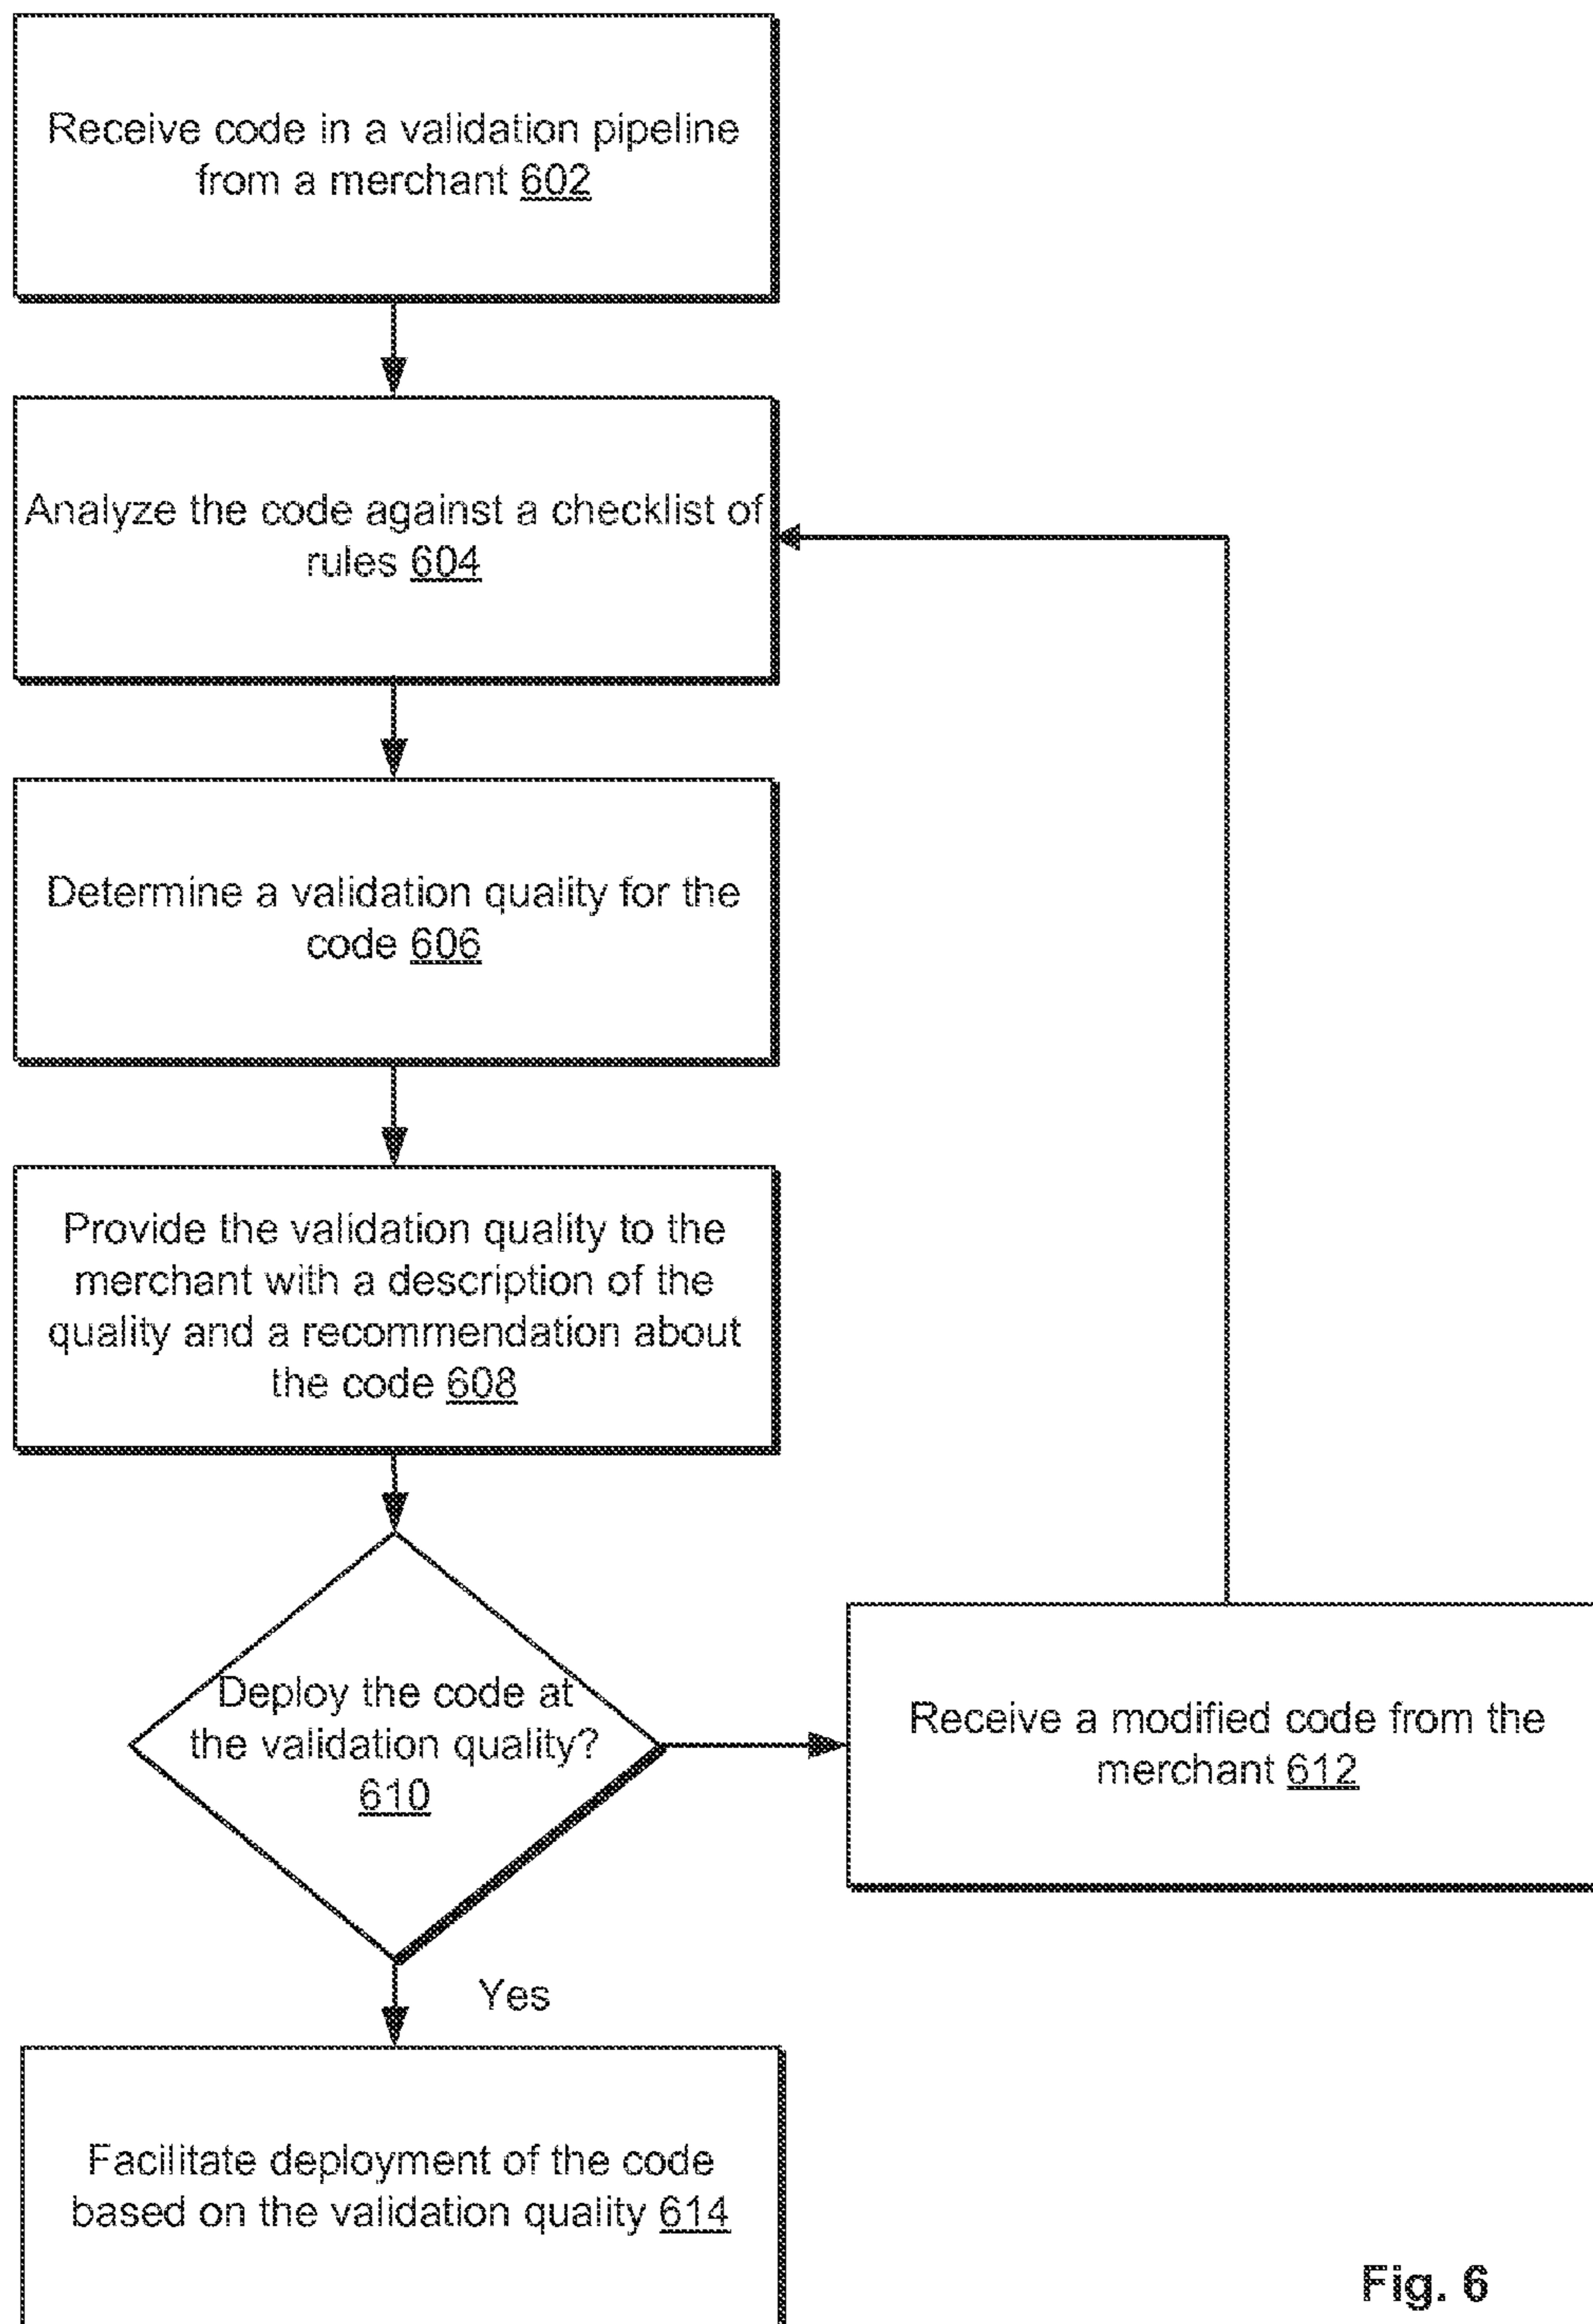 Receive code in a validation pipeline
from a merchant 602
Analyze the code against a checklist of
rules 604
Determine a validation quality for the
code 606
Provide the validation quality to the
merchant with a description of the
quality and a recommendation about
the code 608
Deploy the code at
the validation quality?
610
Receive a modified code from the
merchant 612
Yes
Facilitate deployment of the code
based on the validation quality 614
Fig. 6